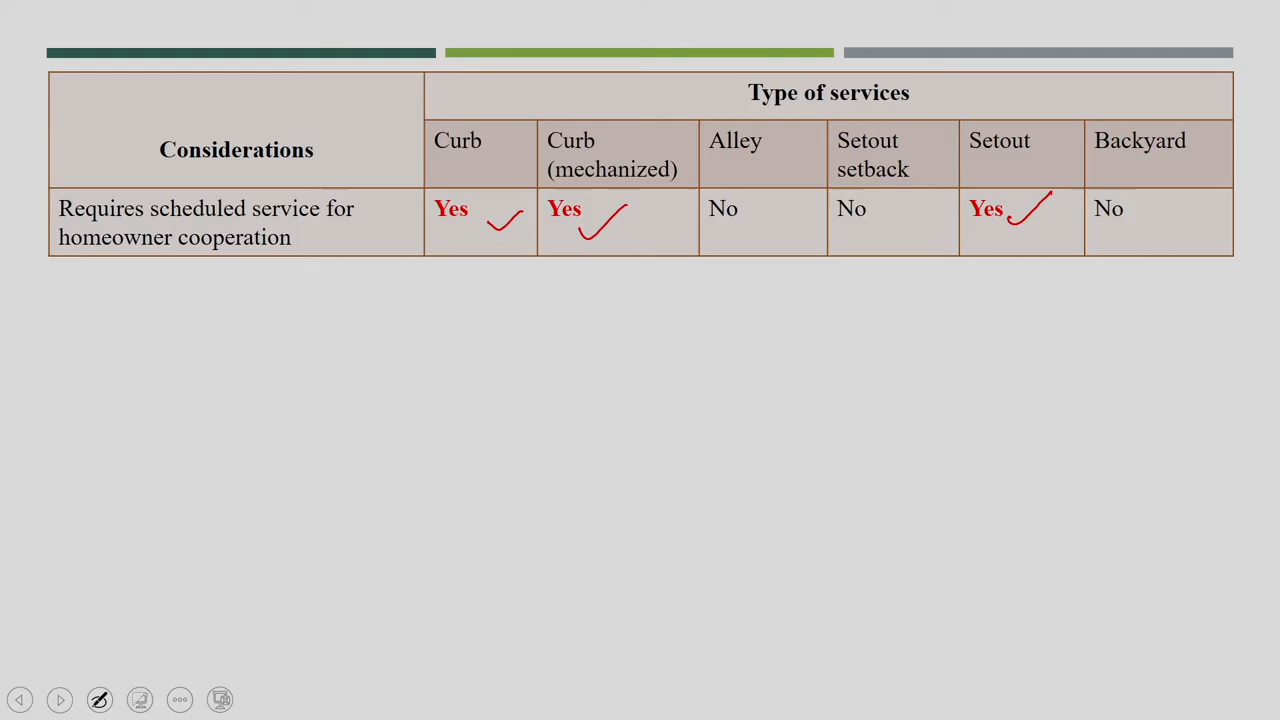 Type of services
Considerations
Curb
Curb
(mechanized)
Alley
Setout
setback
Setout
Backyard
Requires scheduled service for
homeowner cooperation
Yes
Yes
No
No
Yes
No